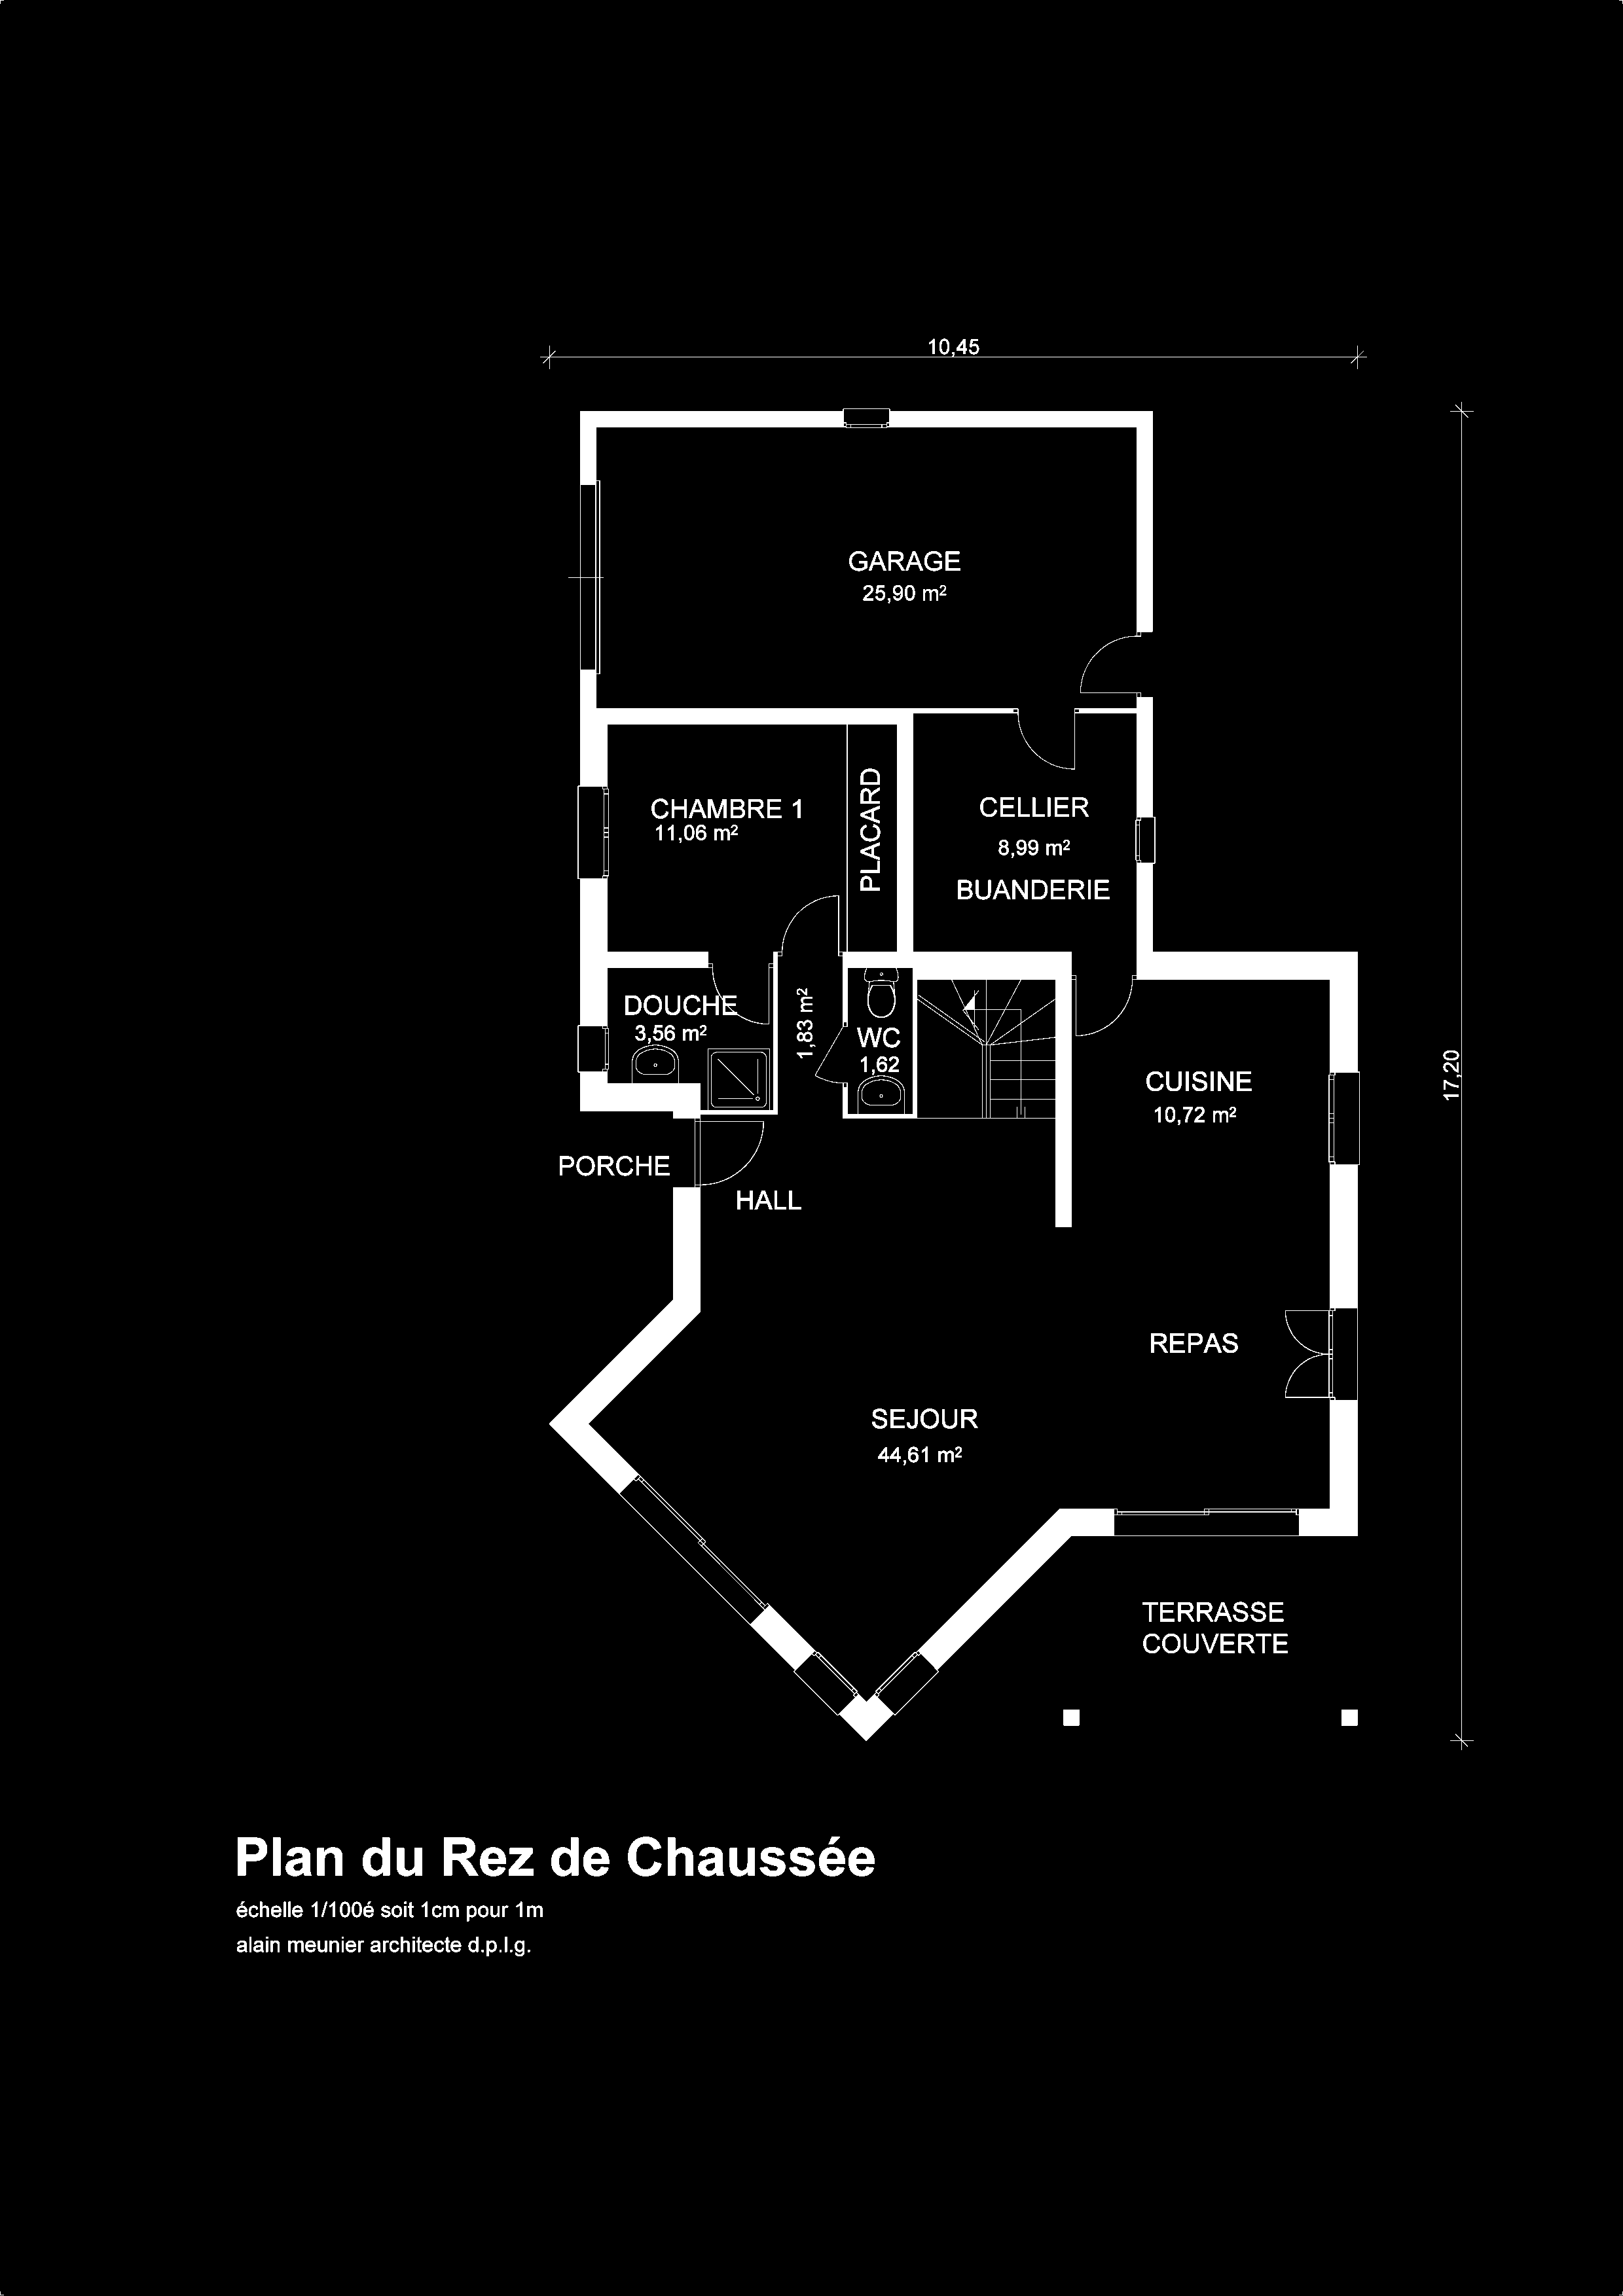 10,45
GARAGE
25,90 m²
CHAMBRE 1
11,06 m²
PLACARD
CELLIER
8,99 m²
BUANDERIE
DOUCHE
3,56 m²
1,83 m²
WC
1,62
CUISINE
10,72 m²
17,20
PORCHE
HALL
REPAS
SEJOUR
44,61 m²
TERRASSE
COUVERTE
Plan du Rez de Chaussée
échelle 1/100é soit 1cm pour 1m
alain meunier architecte d.p.l.g.